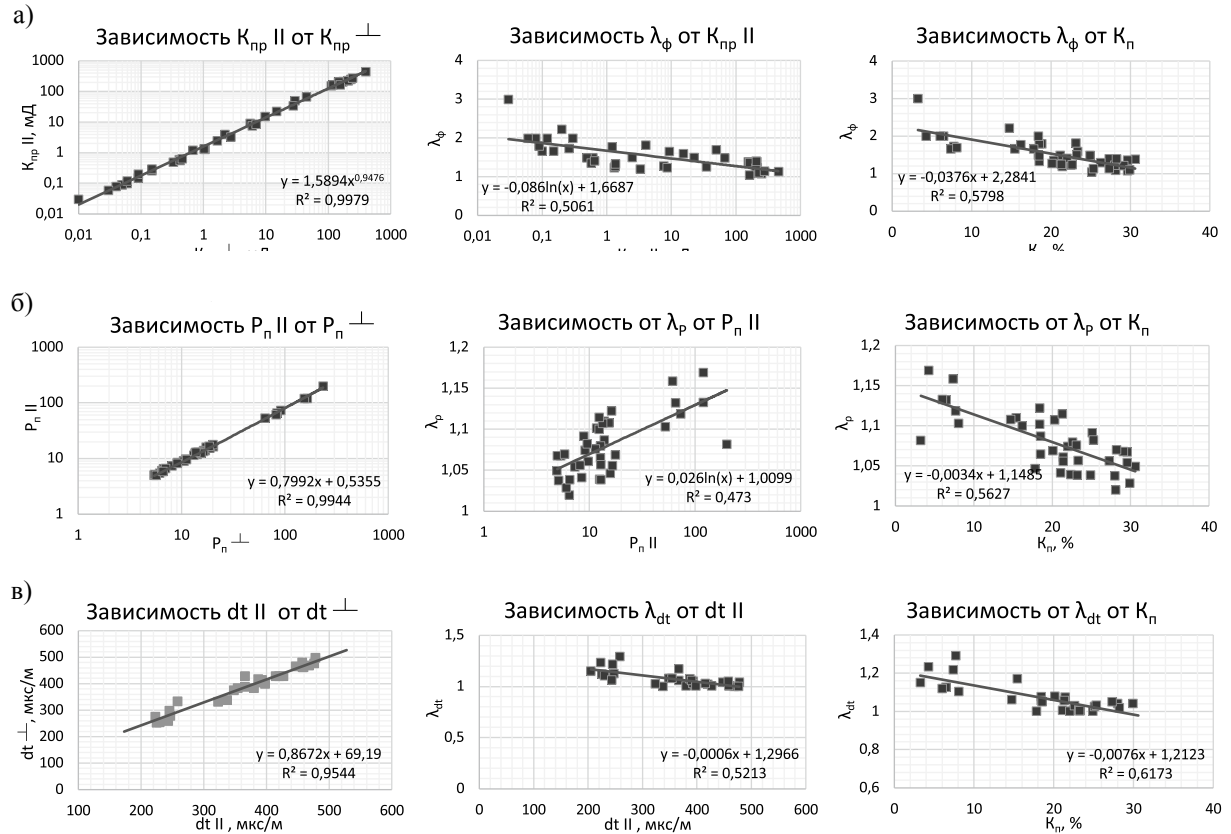 а)
Зависимость Кпр II от Кпр ⊥
Кпр II, мД
1000
100
10
1
0,1
0,01
y = 1,5894x^0,9476
R² = 0,9979
0,01 0,1 1 10 100 1000
Зависимость λф от Кпр II
λф
4
3
2
1
0
y = -0,086ln(x) + 1,6687
R² = 0,5061
0,01 0,1 1 10 100 1000
Зависимость λф от Кп
λф
4
3
2
1
0
y = -0,0376x + 2,2841
R² = 0,5798
0 10 20 30 40
%
б)
Зависимость Рп II от Рп ⊥
Рп II
1000
100
10
1
y = 0,7992x + 0,5355
R² = 0,9944
1 10 100 1000
Рп ⊥
Зависимость от λР от Рп II
λр
1,2
1,15
1,1
1,05
1
y = 0,026ln(x) + 1,0099
R² = 0,473
1 10 100 1000
Рп II
Зависимость от λР от Кп
λр
1,2
1,15
1,1
1,05
1
y = -0,0034x + 1,1485
R² = 0,5627
0 10 20 30 40
Кп, %
в)
Зависимость dt II от dt ⊥
dt ⊥, мкс/м
600
500
400
300
200
100
0
y = 0,8672x + 69,19
R² = 0,9544
100 200 300 400 500 600
dt II , мкс/м
Зависимость λdt от dt II
λdt
1,5
1
0,5
0
y = -0,0006x + 1,2966
R² = 0,5213
0 100 200 300 400 500 600
dt II , мкс/м
Зависимость от λdt от Кп
λdt
1,4
1,2
1
0,8
0,6
y = -0,0076x + 1,2123
R² = 0,6173
0 10 20 30 40
Кп, %